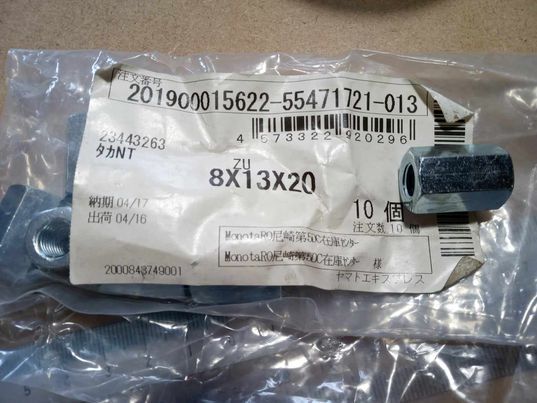 注文番号
201900015622-55471721-013
4 573322 920296
23443263
タカNT
ZU
8X13X20
納期 04/17
出荷 04/16
10 個
注文数 10 個
MonotaRO尼崎第5DC在庫センター
MonotaRO尼崎第5DC在庫センター 様
ヤマトエキスプレス
2000843749001